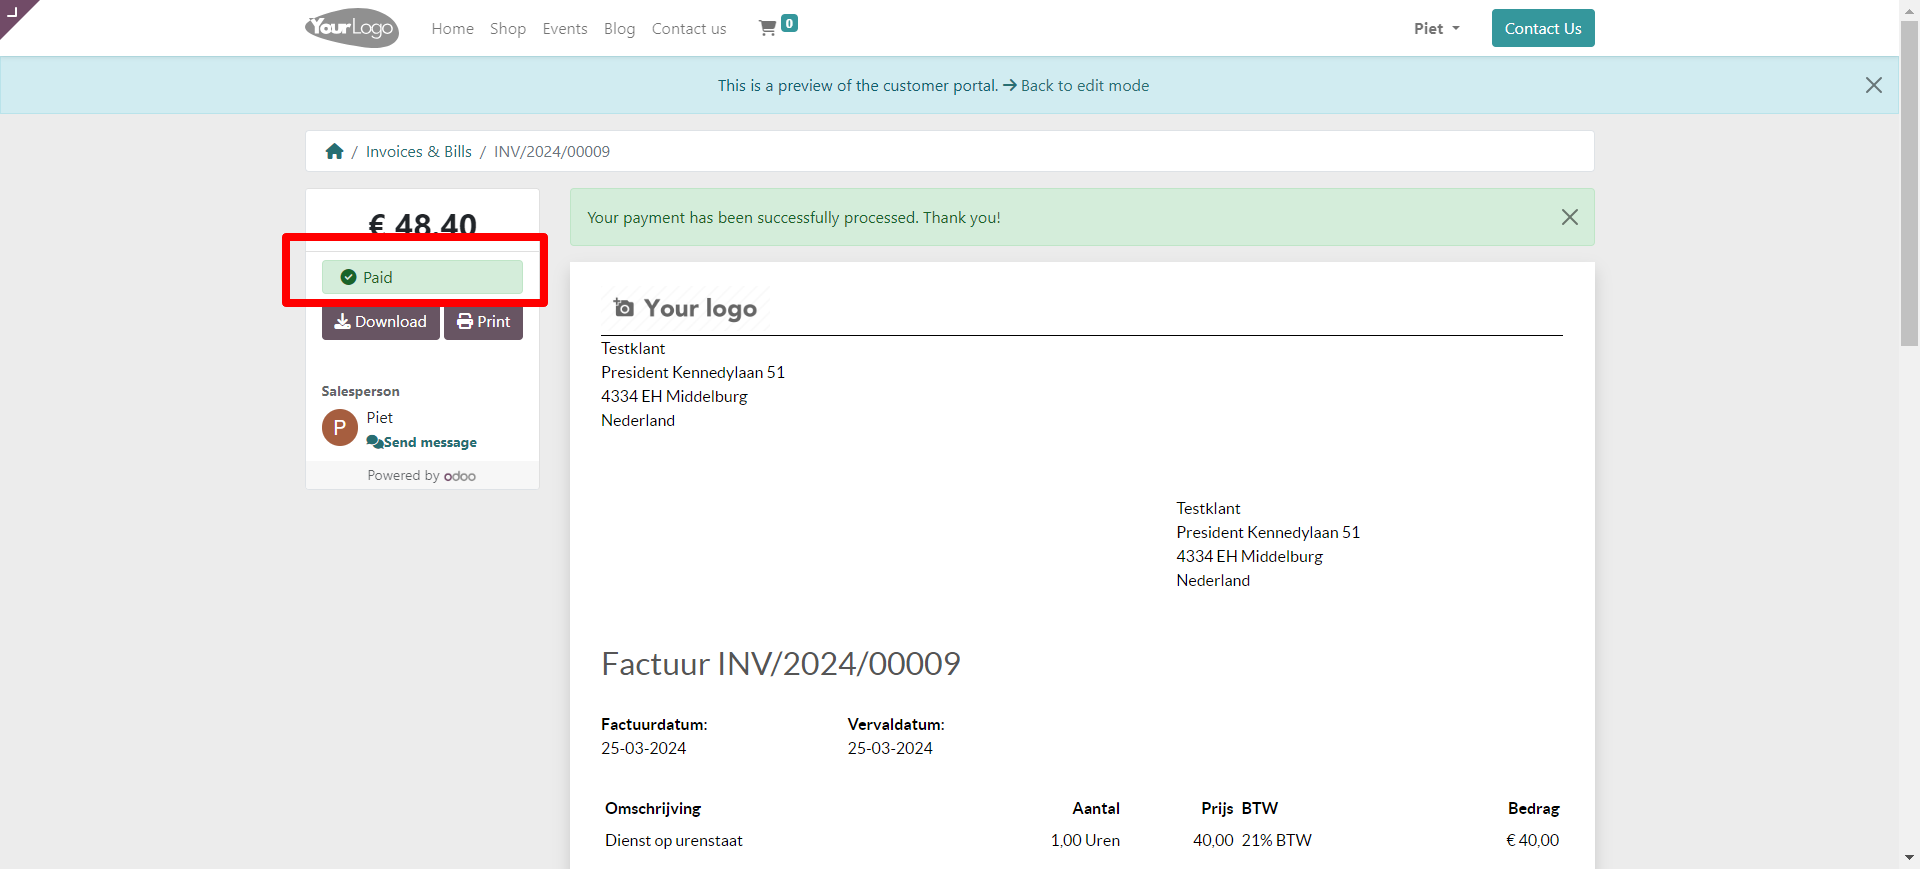 YourLogo
Home Shop Events Blog Contact us 0
Piet
Contact Us
This is a preview of the customer portal. → Back to edit mode
/ Invoices & Bills / INV/2024/00009
€ 48.40
Paid
Download Print
Salesperson
P
Piet
Send message
Powered by odoo
Your payment has been successfully processed. Thank you!
Your logo
Testklant
President Kennedylaan 51
4334 EH Middelburg
Nederland
Testklant
President Kennedylaan 51
4334 EH Middelburg
Nederland
Factuur INV/2024/00009
Factuurdatum: Vervaldatum:
25-03-2024 25-03-2024
Omschrijving Aantal Prijs BTW Bedrag
Dienst op urenstaat 1,00 Uren 40,00 21% BTW € 40,00